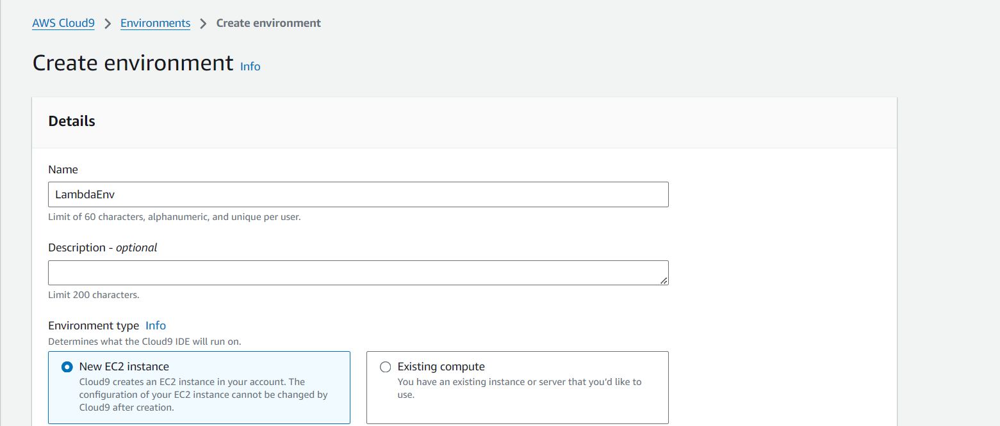 AWS Cloud9 > Environments > Create environment
Create environment Info
Details
Name
LambdaEnv
Limit of 60 characters, alphanumeric, and unique per user.
Description - optional
Limit 200 characters.
Environment type Info
Determines what the Cloud9 IDE will run on.
New EC2 instance
Cloud9 creates an EC2 instance in your account. The
configuration of your EC2 instance cannot be changed by
Cloud9 after creation.
Existing compute
You have an existing instance or server that you’d like to
use.